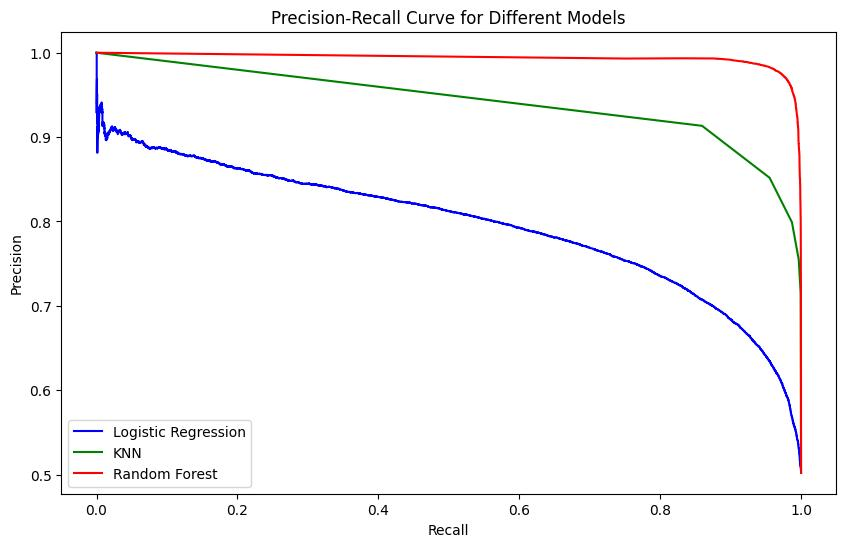 Precision-Recall Curve for Different Models
1.0
0.9
0.8
0.7
0.6
0.5
Precision
Logistic Regression
KNN
Random Forest
0.0 0.2 0.4 0.6 0.8 1.0
Recall